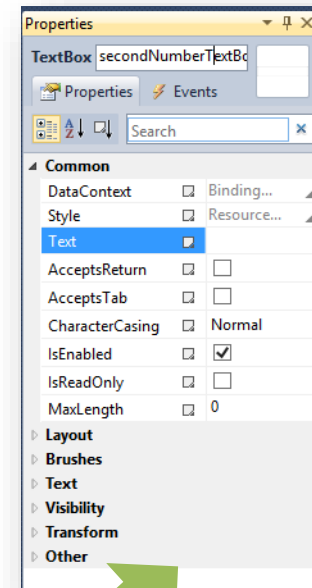 Properties
TextBox secondNumberTextBo
Properties Events
Search
Common
DataContext Binding...
Style Resource...
Text
AcceptsReturn
AcceptsTab
CharacterCasing Normal
IsEnabled
IsReadOnly
MaxLength 0
Layout
Brushes
Text
Visibility
Transform
Other